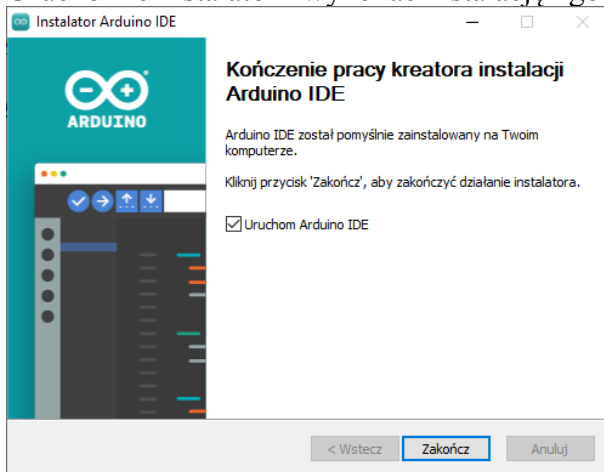 Instalator Arduino IDE
ARDUINO
Kończenie pracy kreatora instalacji
Arduino IDE
Arduino IDE został pomyślnie zainstalowany na Twoim
komputerze.
Kliknij przycisk 'Zakończ', aby zakończyć działanie instalatora.
Uruchom Arduino IDE
< Wstecz
Zakończ
Anuluj